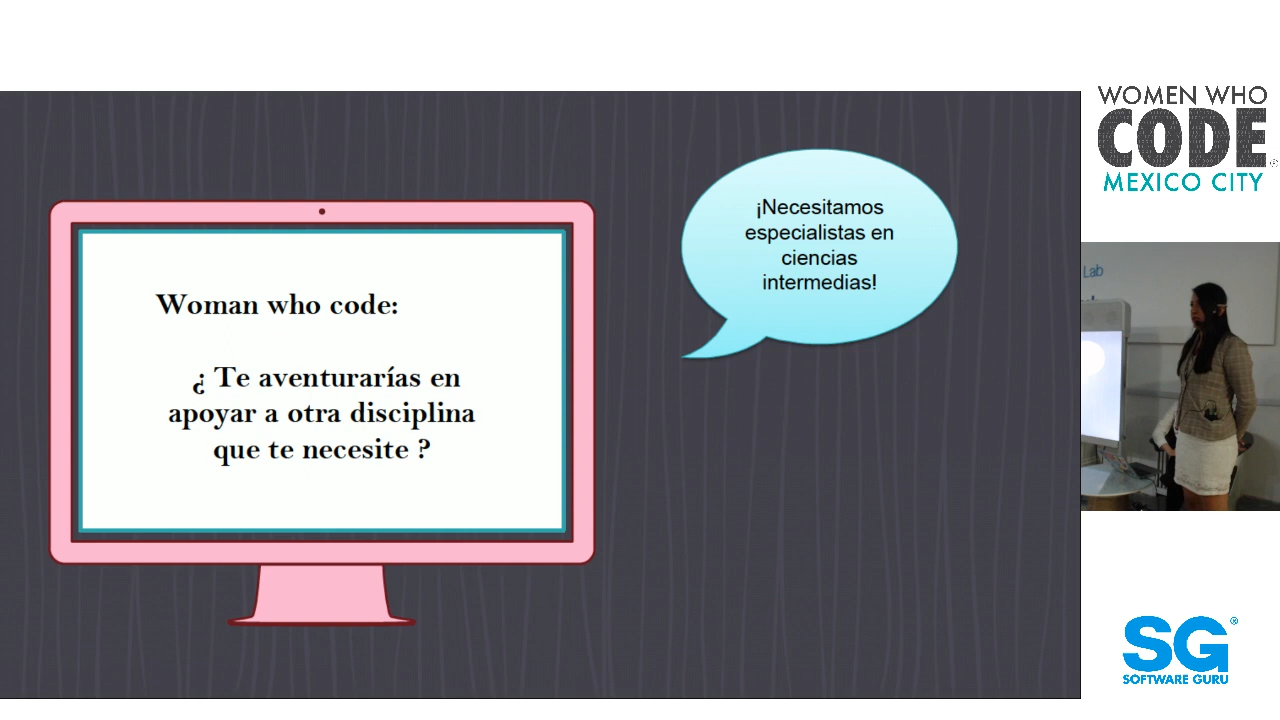 Woman who code:
¿ Te aventurarías en
apoyar a otra disciplina
que te necesite ?
¡Necesitamos
especialistas en
ciencias
intermedias!
WOMEN WHO
CODE®
MEXICO CITY
Lab
SG®
SOFTWARE GURU